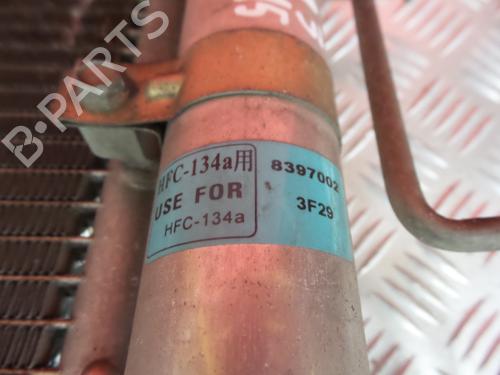 B-PARTS
HFC-134a用
USE FOR
HFC-134a
8397002
3F29